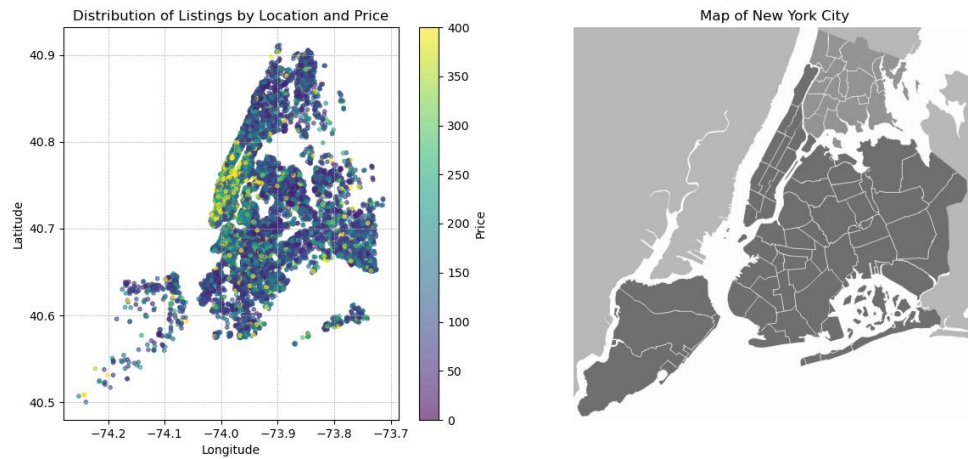 Distribution of Listings by Location and Price
40.9
40.8
40.7
40.6
40.5
Latitude
−74.2 −74.1 −74.0 −73.9 −73.8 −73.7
Longitude
400
350
300
250
200
150
100
50
0
Price
Map of New York City